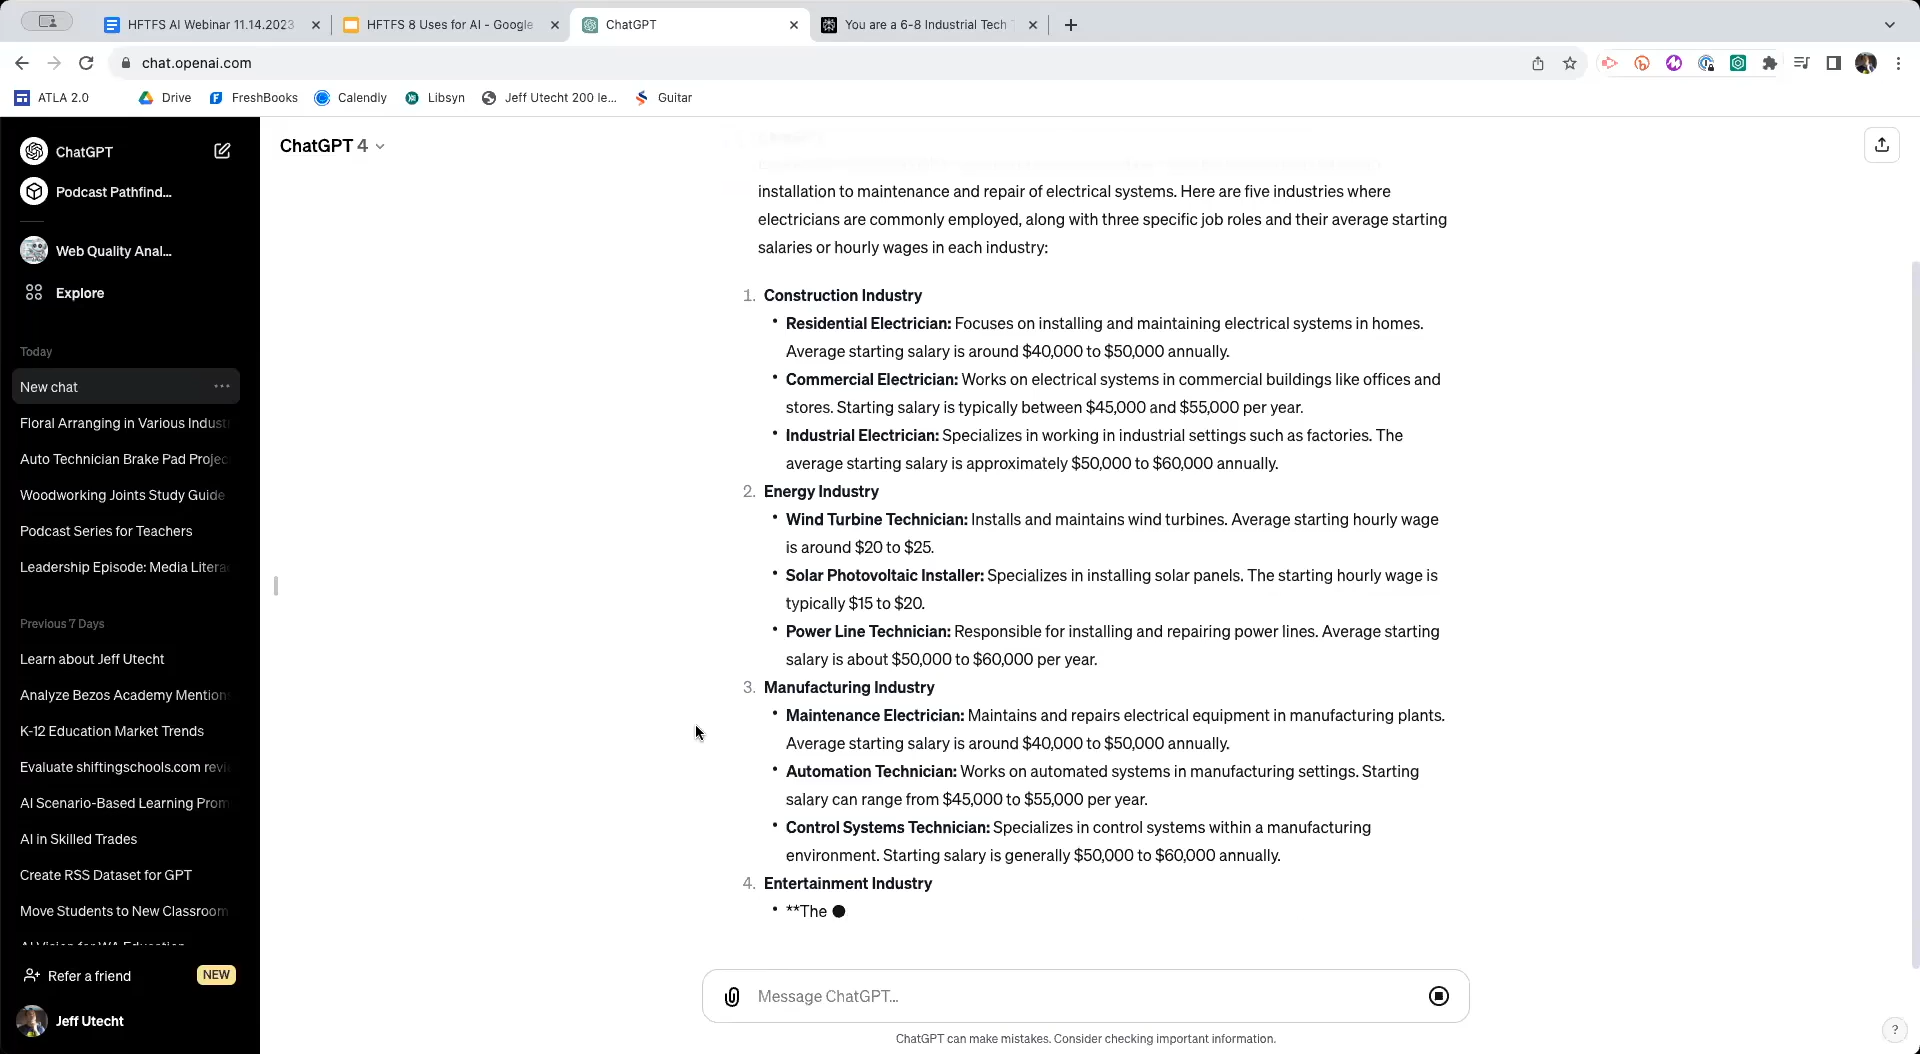 HFTFS AI Webinar 11.14.2023
HFTFS 8 Uses for AI - Google
ChatGPT
You are a 6-8 Industrial Tech
chat.openai.com
ATLA 2.0
Drive
FreshBooks
Calendly
Libsyn
Jeff Utecht 200 le...
Guitar
ChatGPT
Podcast Pathfind...
Web Quality Anal...
Explore
Today
New chat
Floral Arranging in Various Indust
Auto Technician Brake Pad Projec
Woodworking Joints Study Guide
Podcast Series for Teachers
Leadership Episode: Media Litera
Previous 7 Days
Learn about Jeff Utecht
Analyze Bezos Academy Mention
K-12 Education Market Trends
Evaluate shiftingschools.com revi
AI Scenario-Based Learning Prom
AI in Skilled Trades
Create RSS Dataset for GPT
Move Students to New Classroom
AI Vision for WA Education
Refer a friend
NEW
Jeff Utecht
ChatGPT 4
installation to maintenance and repair of electrical systems. Here are five industries where
electricians are commonly employed, along with three specific job roles and their average starting
salaries or hourly wages in each industry:
1. Construction Industry
• Residential Electrician: Focuses on installing and maintaining electrical systems in homes.
Average starting salary is around $40,000 to $50,000 annually.
• Commercial Electrician: Works on electrical systems in commercial buildings like offices and
stores. Starting salary is typically between $45,000 and $55,000 per year.
• Industrial Electrician: Specializes in working in industrial settings such as factories. The
average starting salary is approximately $50,000 to $60,000 annually.
2. Energy Industry
• Wind Turbine Technician: Installs and maintains wind turbines. Average starting hourly wage
is around $20 to $25.
• Solar Photovoltaic Installer: Specializes in installing solar panels. The starting hourly wage is
typically $15 to $20.
• Power Line Technician: Responsible for installing and repairing power lines. Average starting
salary is about $50,000 to $60,000 per year.
3. Manufacturing Industry
• Maintenance Electrician: Maintains and repairs electrical equipment in manufacturing plants.
Average starting salary is around $40,000 to $50,000 annually.
• Automation Technician: Works on automated systems in manufacturing settings. Starting
salary can range from $45,000 to $55,000 per year.
• Control Systems Technician: Specializes in control systems within a manufacturing
environment. Starting salary is generally $50,000 to $60,000 annually.
4. Entertainment Industry
• **The
Message ChatGPT...
ChatGPT can make mistakes. Consider checking important information.
?